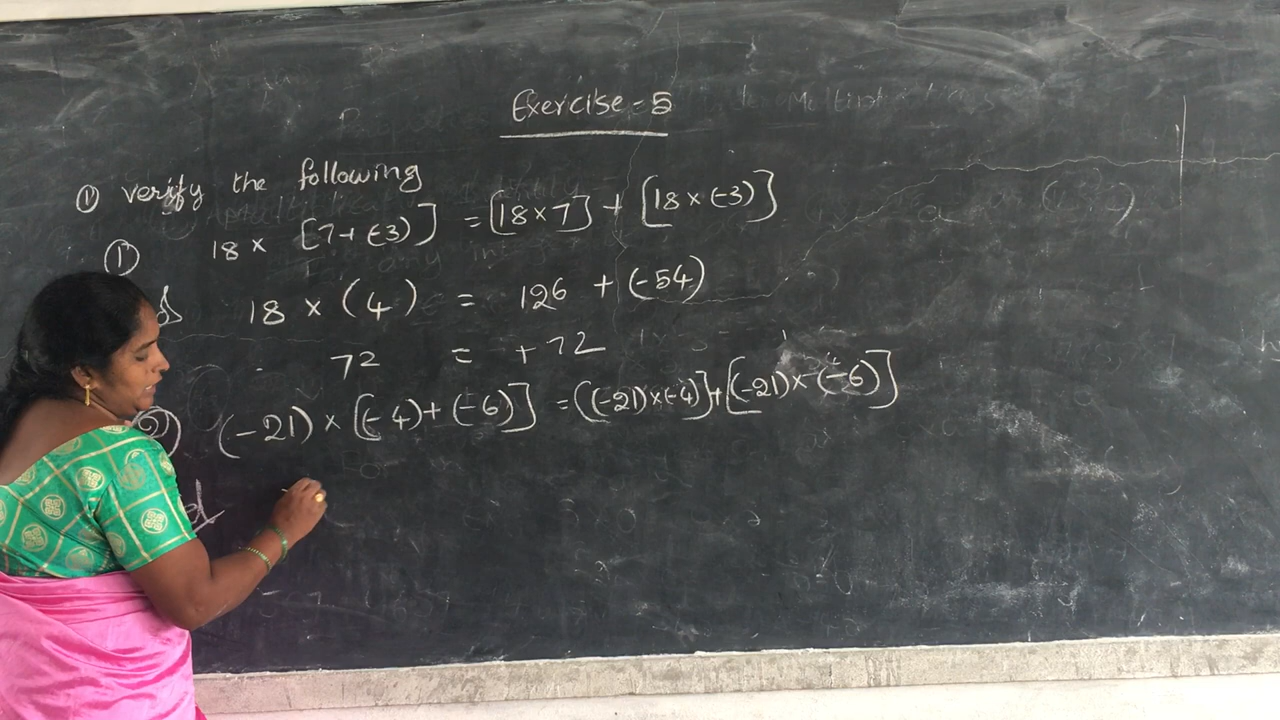 Exercise = 5
① Verify the following
① 18 × [7+(-3)] = [18×7] + [18×(-3)]
18 × (4) = 126 + (-54)
72 = +72
② (-21) × [(-4)+(-6)] = ((-21)×(-4)]+[(-21)×(-6)]